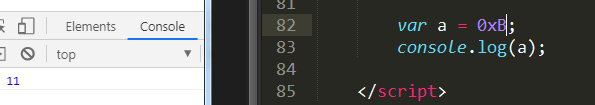 Elements Console
top
11
81
82 var a = 0xB;
83 console.log(a);
84
85 </script>